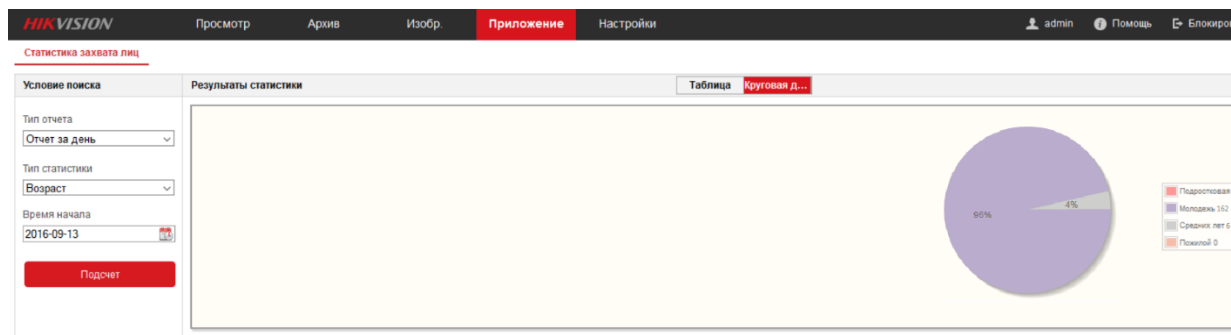 HIKVISION Просмотр Архив Изобр. Приложение Настройки admin Помощь
Статистика захвата лиц
Условие поиска Результаты статистики Таблица Круговая д...
Тип отчета
Отчет за день
Тип статистики
Возраст
Время начала
2016-09-13
Подсчет
96%
4%
Подростковая
Молодежь 162
Средних лет 6
Пожилой 0